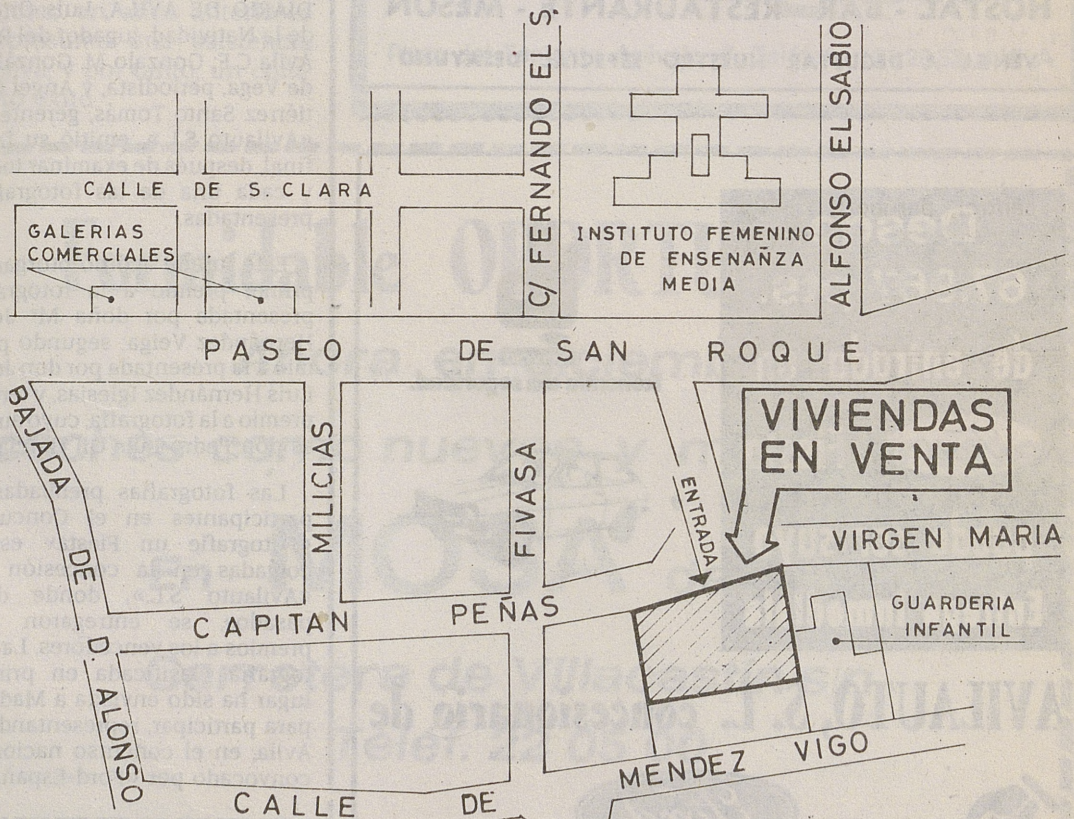 CALLE DE S. CLARA
GALERIAS
COMERCIALES
C/ FERNANDO EL S.
INSTITUTO FEMENINO
DE ENSEÑANZA
MEDIA
ALFONSO EL SABIO
PASEO DE SAN ROQUE
BAJADA DE D. ALONSO
MILICIAS
F. VASA
ENTRADA
VIVIENDAS
EN VENTA
VIRGEN MARIA
CAPITAN PEÑAS
GUARDERIA
INFANTIL
CALLE DE MENDEZ VIGO